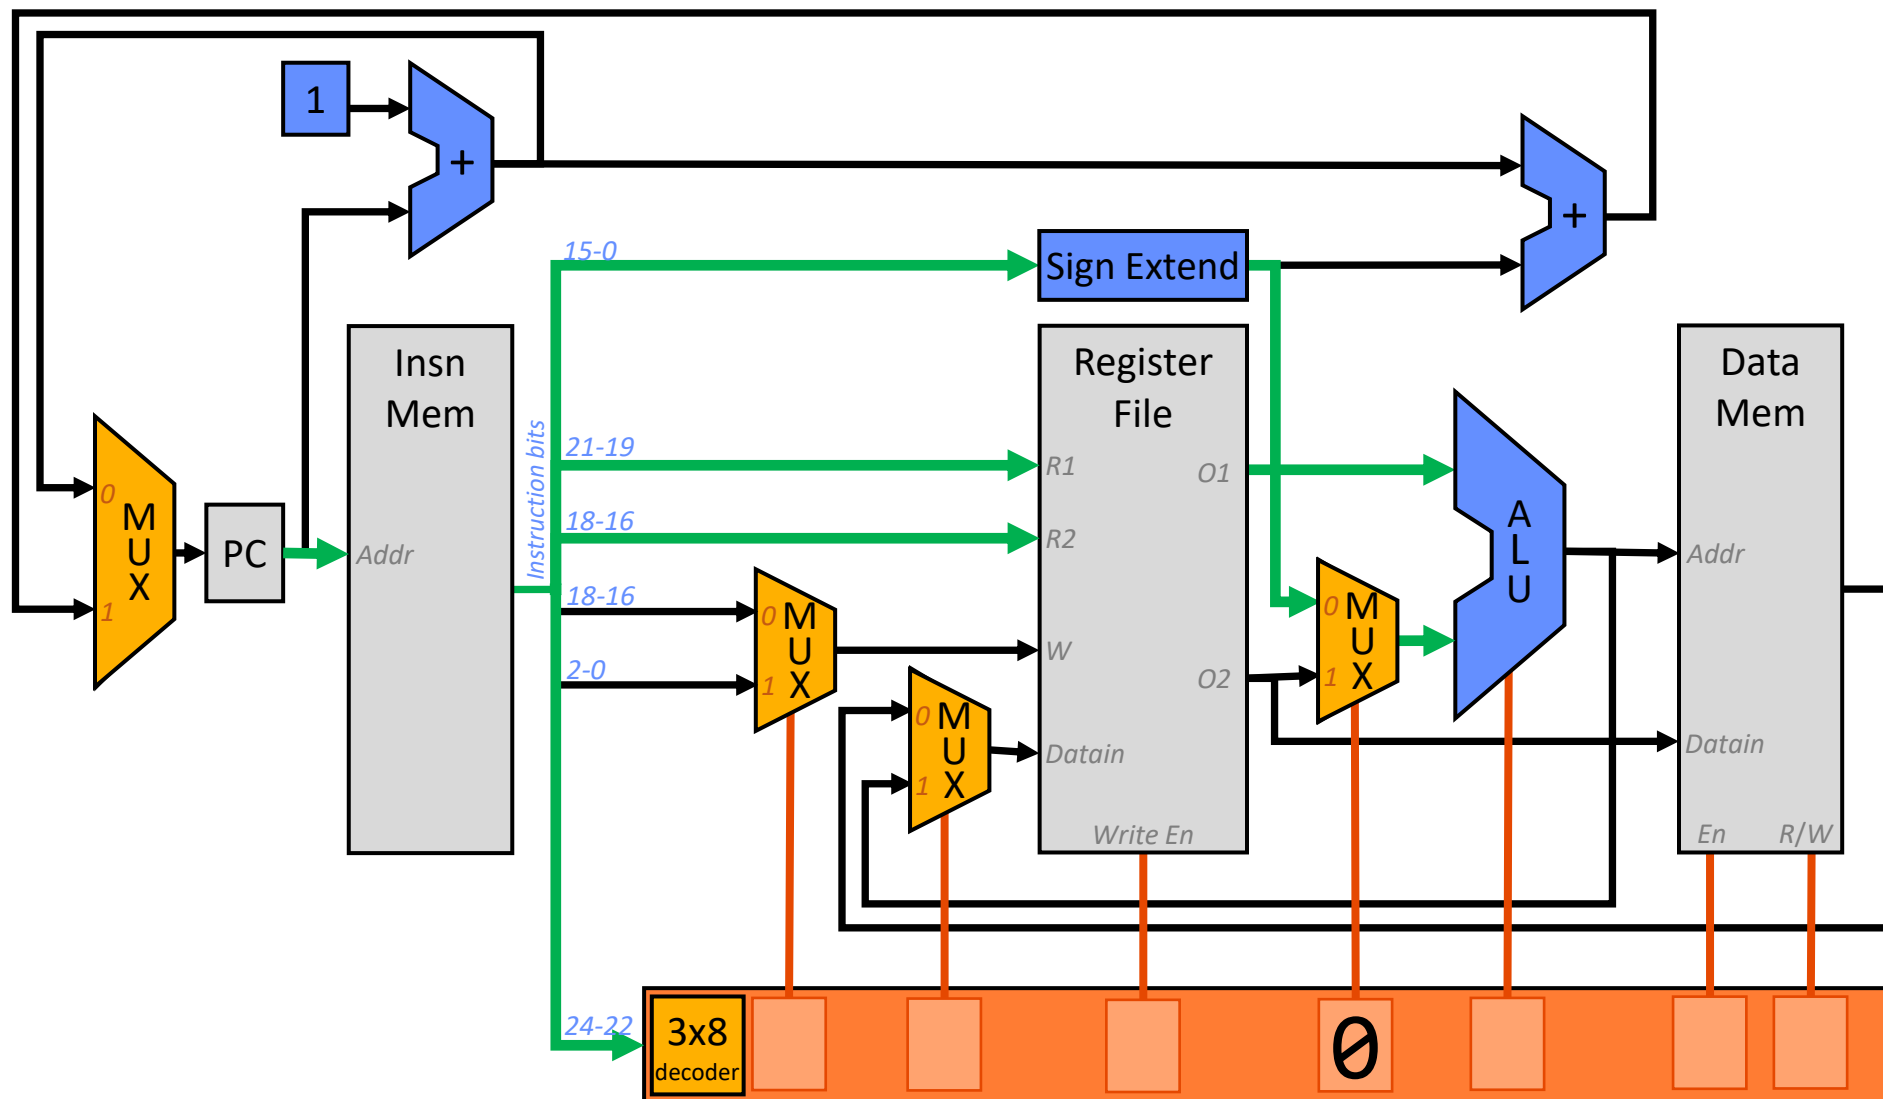 1
+
+
15-0
Sign Extend
Insn
Mem
Register
File
Data
Mem
Instruction bits
21-19
R1
O1
0
M
U
X
1
PC
Addr
18-16
R2
A
L
U
Addr
18-16
0
M
U
X
1
2-0
W
O2
0
M
U
X
1
0
M
U
X
1
Datain
Datain
Write En
En
R/W
24-22
3x8
decoder
0